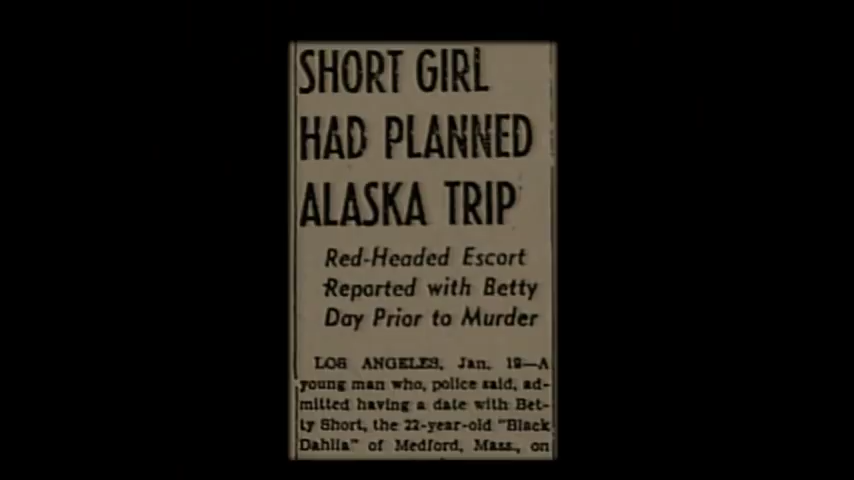 SHORT GIRL
HAD PLANNED
ALASKA TRIP
Red-Headed Escort
Reported with Betty
Day Prior to Murder
LOS ANGELES, Jan. 19—A
young man who, police said, ad-
mitted having a date with Bet-
ty Short, the 22-year-old "Black
Dahlia" of Medford, Mass., on